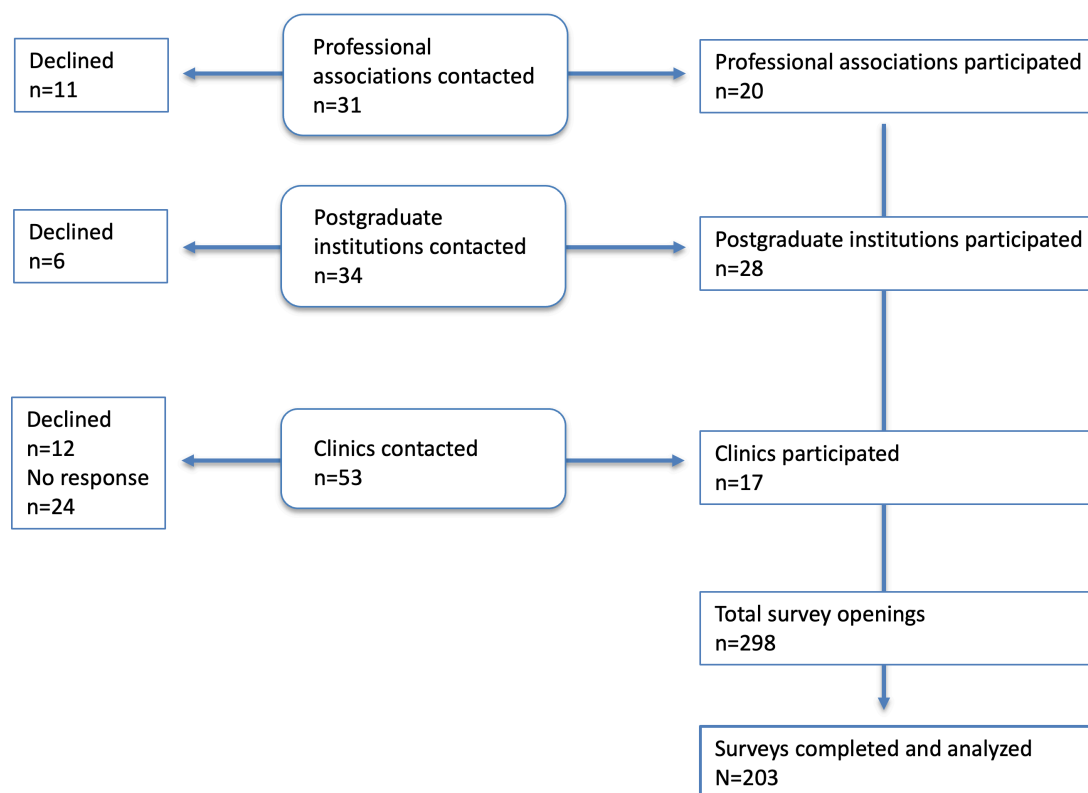 Declined
n=11
Professional
associations contacted
n=31
Professional associations participated
n=20
Declined
n=6
Postgraduate
institutions contacted
n=34
Postgraduate institutions participated
n=28
Declined
n=12
No response
n=24
Clinics contacted
n=53
Clinics participated
n=17
Total survey openings
n=298
Surveys completed and analyzed
N=203